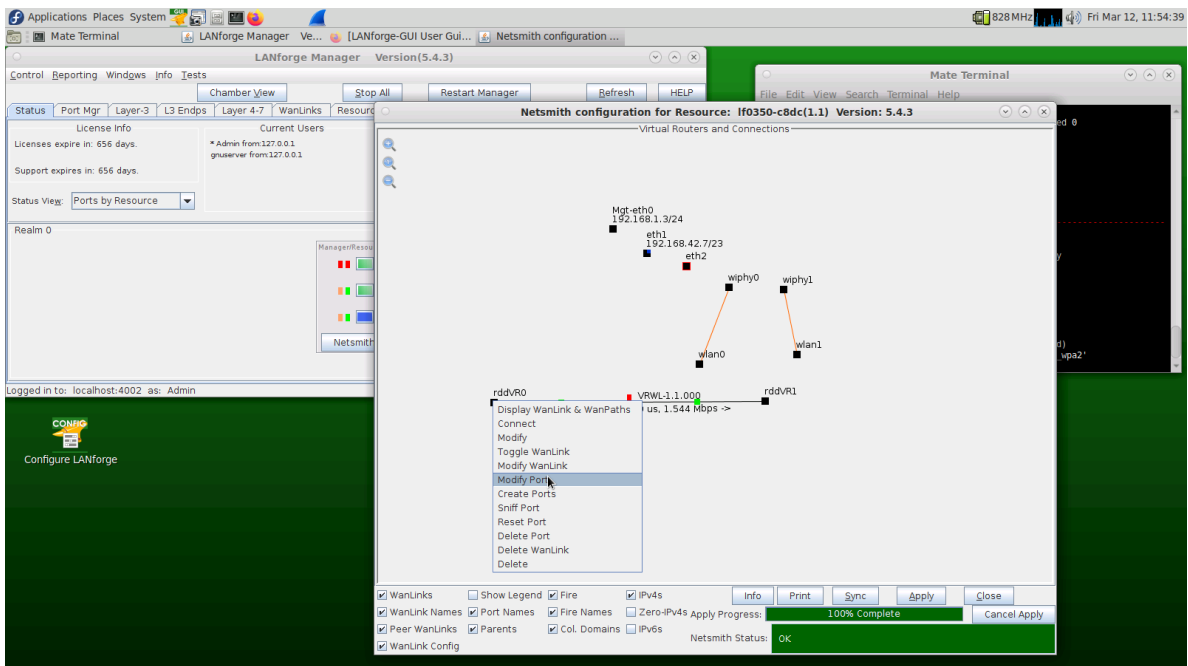 Applications Places System
828 MHz
Fri Mar 12, 11:54:39
Mate Terminal
LANforge Manager Ve...
[LANforge-GUI User Gui...
Netsmith configuration ...
LANforge Manager Version(5.4.3)
Control Reporting Windows Info Tests
Chamber View Stop All Restart Manager Refresh HELP
Status Port Mgr Layer-3 L3 Endps Layer 4-7 WanLinks Resourc
License Info
Licenses expire in: 656 days.
Support expires in: 656 days.
Current Users
* Admin from:127.0.0.1
gnuserver from:127.0.0.1
Status View: Ports by Resource
Realm 0
Manager/Resou
Netsmith
Logged in to: localhost:4002 as: Admin
CONFIG
Configure LANforge
Mate Terminal
File Edit View Search Terminal Help
ed 0
y
d)
_wpa2'
Netsmith configuration for Resource: lf0350-c8dc(1.1) Version: 5.4.3
Virtual Routers and Connections
Mgt-eth0
192.168.1.3/24
eth1
192.168.42.7/23
eth2
wiphy0
wiphy1
wlan0
wlan1
rddVR0
VRWL-1.1.000
rddVR1
us, 1.544 Mbps ->
Display WanLink & WanPaths
Connect
Modify
Toggle WanLink
Modify WanLink
Modify Port
Create Ports
Sniff Port
Reset Port
Delete Port
Delete WanLink
Delete
WanLinks Show Legend Fire IPv4s Info Print Sync Apply Close
WanLink Names Port Names Fire Names Zero-IPv4s Apply Progress: 100% Complete Cancel Apply
Peer WanLinks Parents Col. Domains IPv6s Netsmith Status: OK
WanLink Config